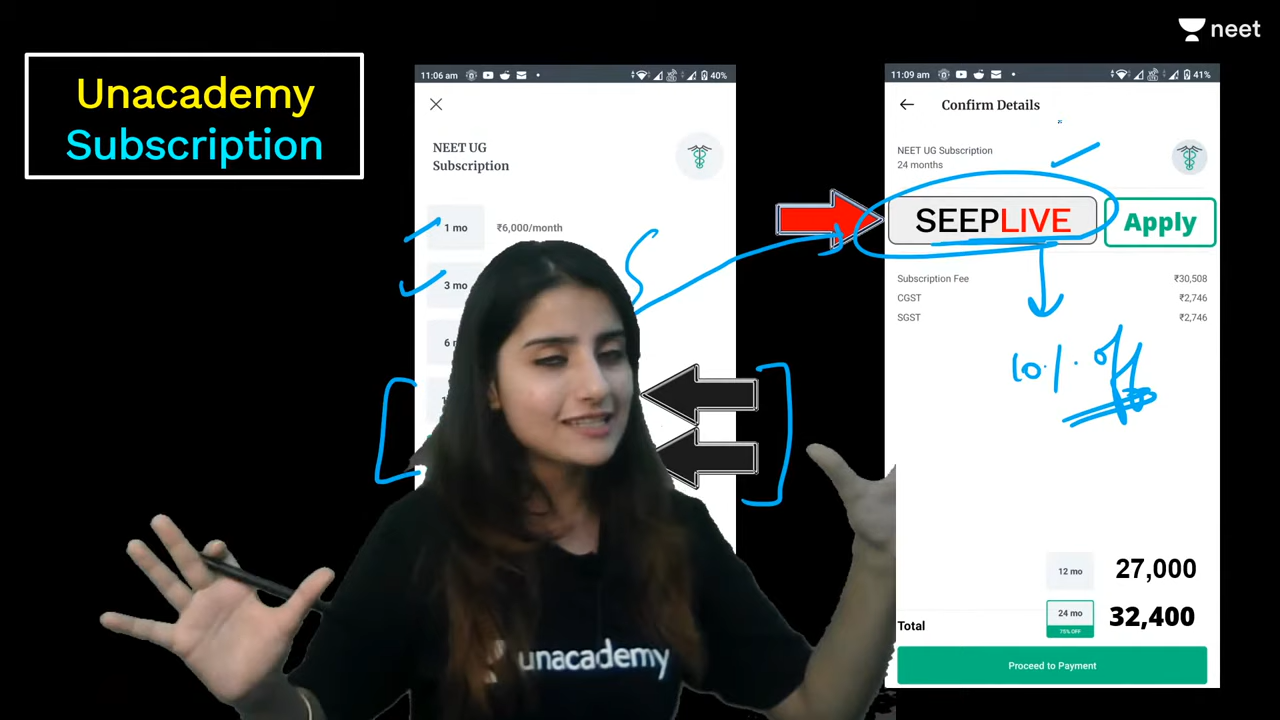 neet
Unacademy
Subscription
11:06 am
40%
NEET UG
Subscription
1 mo
₹6,000/month
3 mo
unacademy
11:09 am
41%
Confirm Details
NEET UG Subscription
24 months
SEEPLIVE
Apply
Subscription Fee ₹30,508
CGST ₹2,746
SGST ₹2,746
10%. off
12 mo 27,000
24 mo 32,400
75% OFF
Total
Proceed to Payment